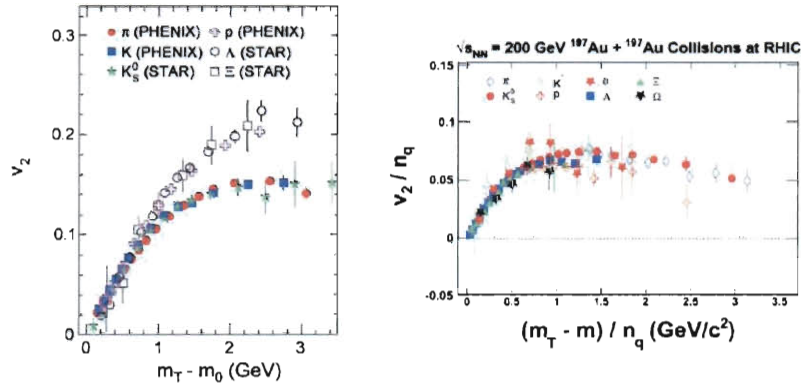 0.3
0.2
0.1
0
π (PHENIX) p (PHENIX)
K (PHENIX) Λ (STAR)
K⁰S (STAR) Ξ (STAR)
v₂
0 1 2 3
mT - m₀ (GeV)
√sNN = 200 GeV ¹⁹⁷Au + ¹⁹⁷Au Collisions at RHIC
0.15
0.10
0.05
0
-0.05
π K Ξ
K⁰S p Λ Ω
v₂ / nq
0 0.5 1 1.5 2 2.5 3 3.5
(mT - m) / nq (GeV/c²)